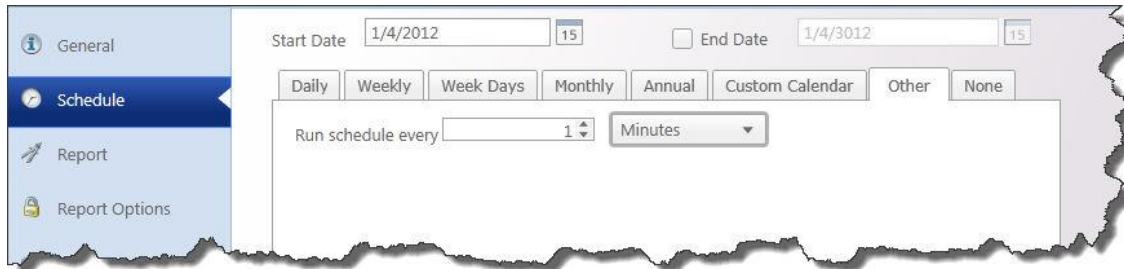 General
Schedule
Report
Report Options
Start Date 1/4/2012 15 End Date 1/4/3012 15
Daily Weekly Week Days Monthly Annual Custom Calendar Other None
Run schedule every 1 Minutes